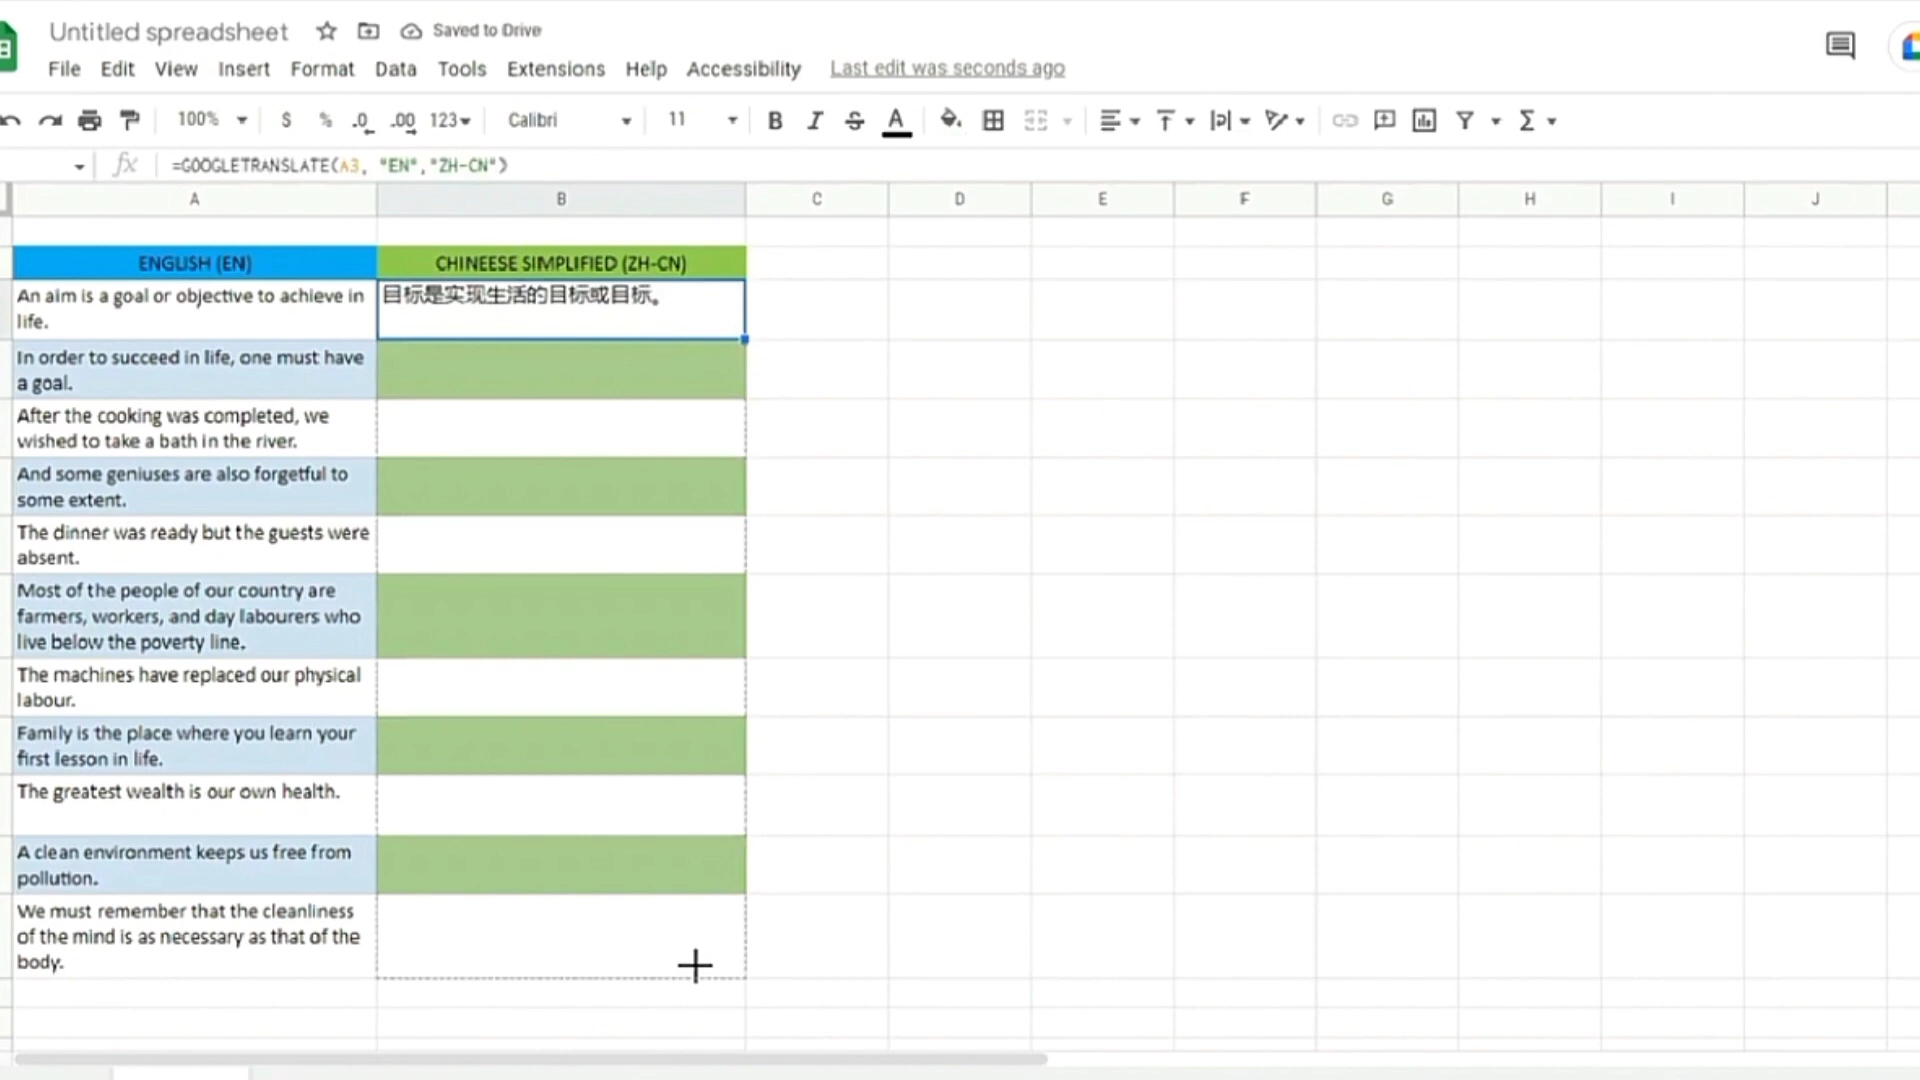 Untitled spreadsheet Saved to Drive
File Edit View Insert Format Data Tools Extensions Help Accessibility Last edit was seconds ago
100% $ % .0 .00 123 Calibri 11 B I S A
fx =GOOGLETRANSLATE(A3, "EN","ZH-CN")
A B C D E F G H I J
ENGLISH (EN) CHINEESE SIMPLIFIED (ZH-CN)
An aim is a goal or objective to achieve in 目标是实现生活的目标或目标。
life.
In order to succeed in life, one must have
a goal.
After the cooking was completed, we
wished to take a bath in the river.
And some geniuses are also forgetful to
some extent.
The dinner was ready but the guests were
absent.
Most of the people of our country are
farmers, workers, and day labourers who
live below the poverty line.
The machines have replaced our physical
labour.
Family is the place where you learn your
first lesson in life.
The greatest wealth is our own health.
A clean environment keeps us free from
pollution.
We must remember that the cleanliness
of the mind is as necessary as that of the
body.